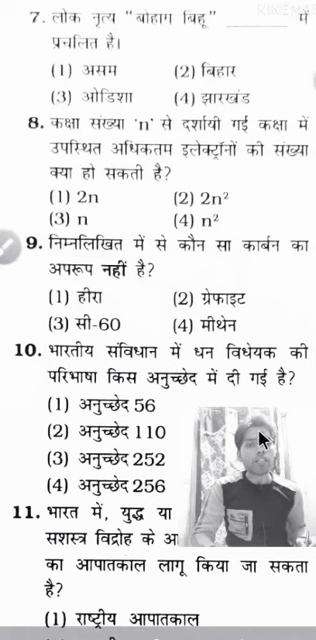 KINEMAS
7. लोक नृत्य “बोहाग बिहू” ________ में
प्रचलित है।
(1) असम (2) बिहार
(3) ओडिशा (4) झारखंड
8. कक्षा संख्या 'n' से दर्शायी गई कक्षा में
उपस्थित अधिकतम इलेक्ट्रॉनों की संख्या
क्या हो सकती है?
(1) 2n (2) 2n²
(3) n (4) n²
9. निम्नलिखित में से कौन सा कार्बन का
अपरूप नहीं है?
(1) हीरा (2) ग्रेफाइट
(3) सी-60 (4) मीथेन
10. भारतीय संविधान में धन विधेयक की
परिभाषा किस अनुच्छेद में दी गई है?
(1) अनुच्छेद 56
(2) अनुच्छेद 110
(3) अनुच्छेद 252
(4) अनुच्छेद 256
11. भारत में, युद्ध या
सशस्त्र विद्रोह के आ
का आपातकाल लागू किया जा सकता
है?
(1) राष्ट्रीय आपातकाल